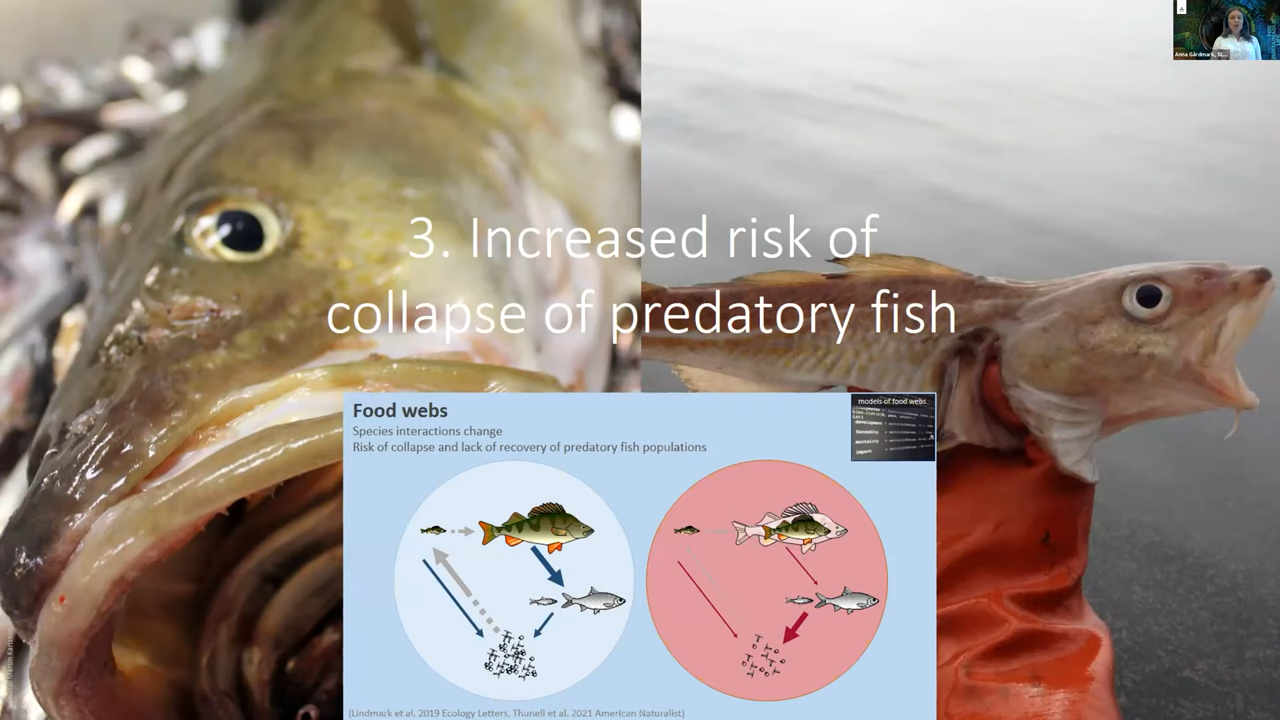 Anna Gårdmark, SL...
3. Increased risk of
collapse of predatory fish
Food webs
Species interactions change
Risk of collapse and lack of recovery of predatory fish populations
models of food webs
(Lindmark et al. 2019 Ecology Letters, Thunell et al. 2021 American Naturalist)